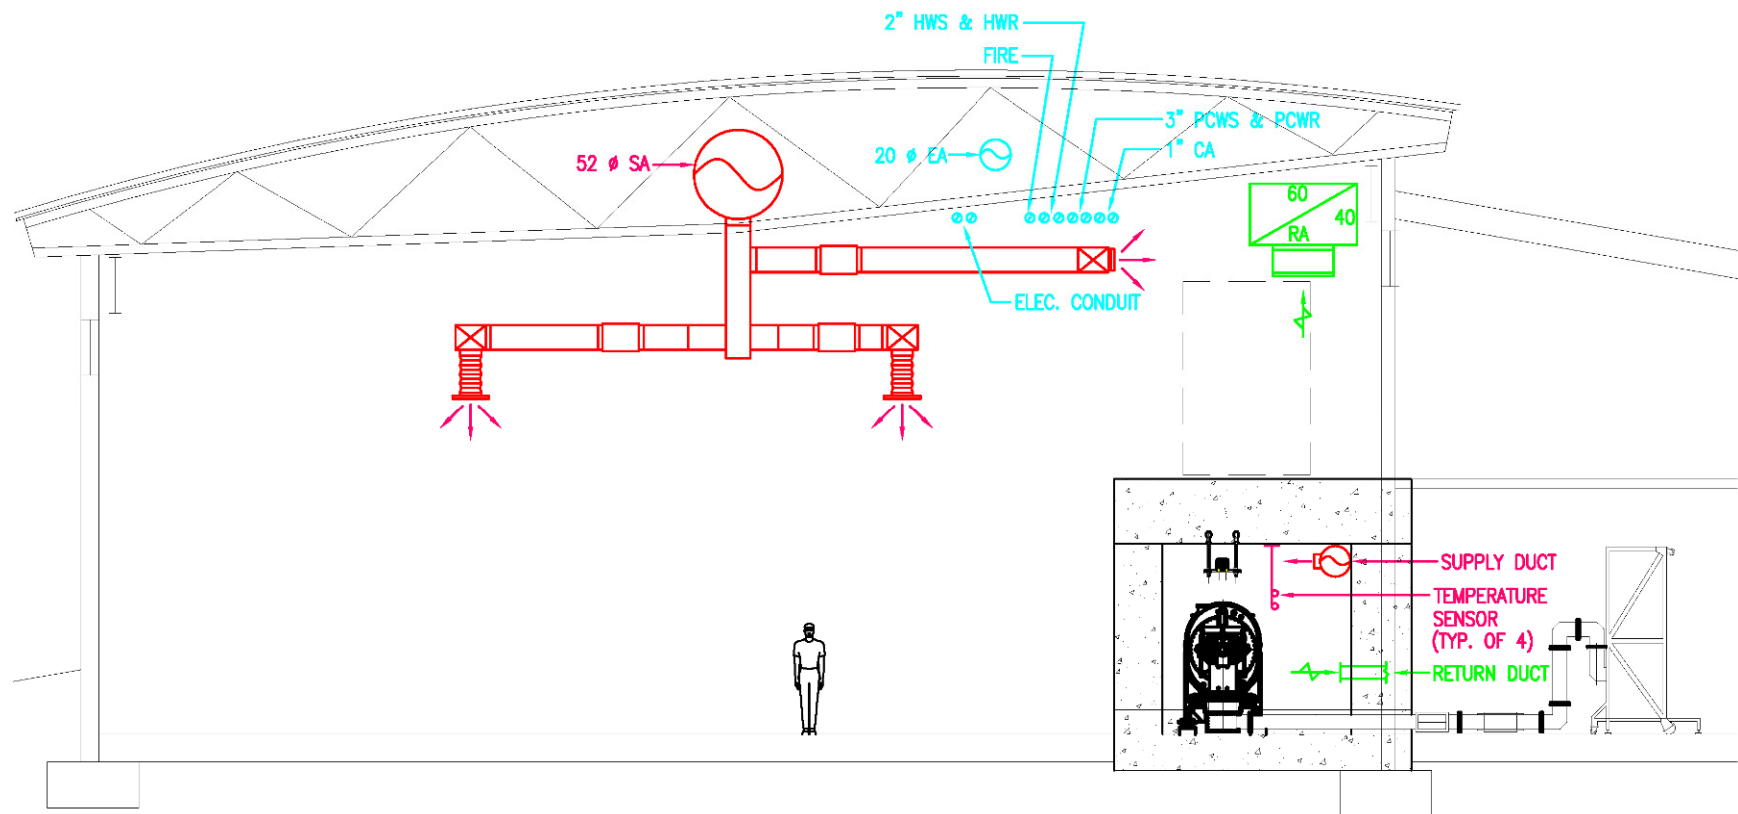 2" HWS & HWR
FIRE
3" PCWS & PCWR
1" CA
52 ø SA
20 ø EA
60
40
RA
ELEC. CONDUIT
SUPPLY DUCT
TEMPERATURE
SENSOR
(TYP. OF 4)
RETURN DUCT